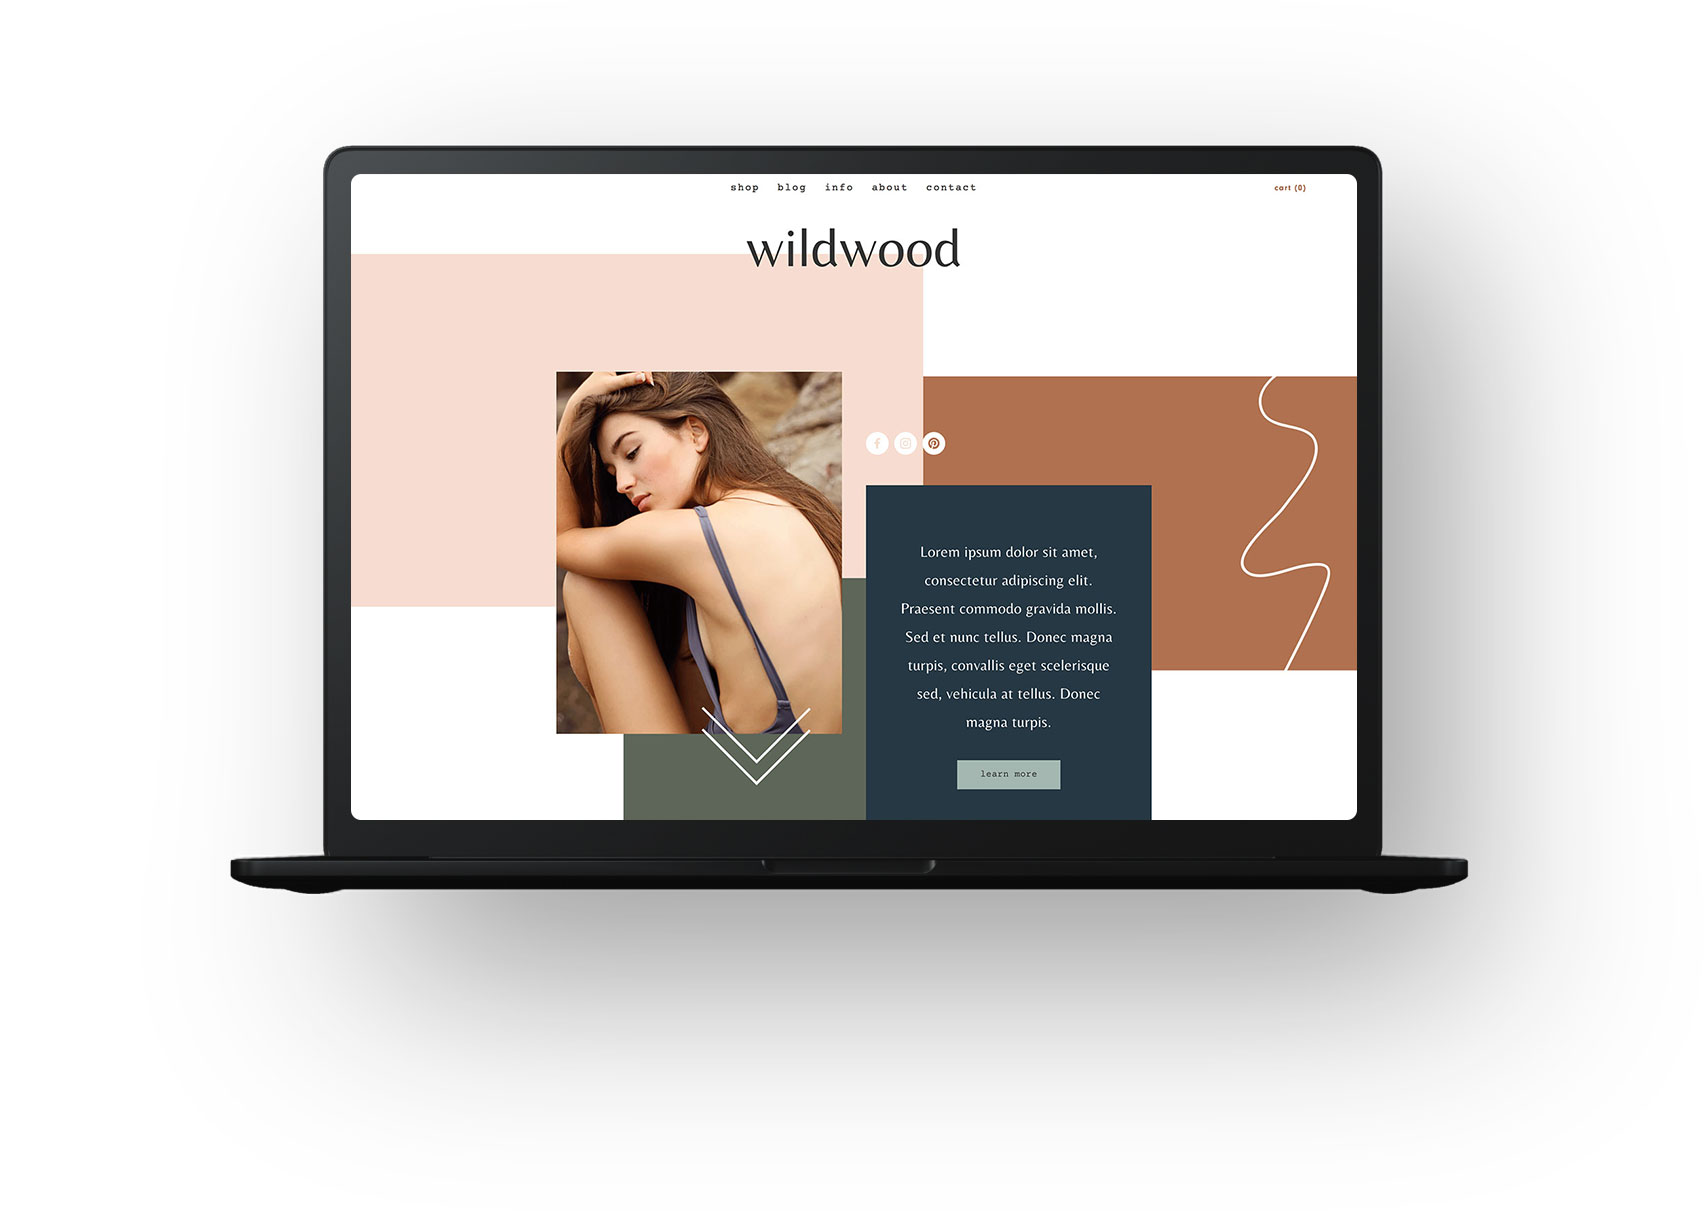 shop blog info about contact cart (0)
wildwood
Lorem ipsum dolor sit amet,
consectetur adipiscing elit.
Praesent commodo gravida mollis.
Sed et nunc tellus. Donec magna
turpis, convallis eget scelerisque
sed, vehicula at tellus. Donec
magna turpis.
learn more